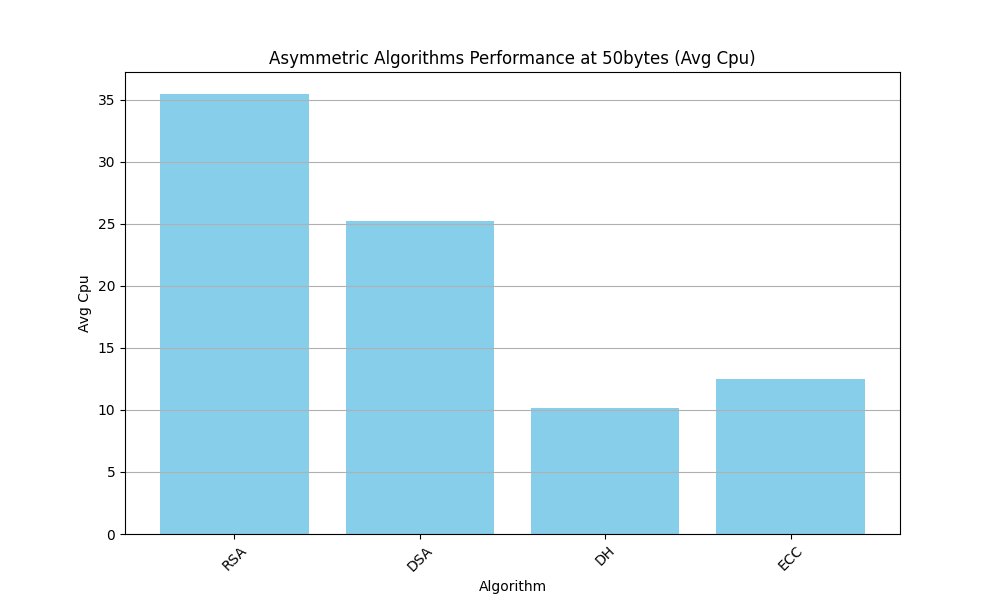 Asymmetric Algorithms Performance at 50bytes (Avg Cpu)
35
30
25
20
15
10
5
0
Avg Cpu
RSA
DSA
DH
ECC
Algorithm